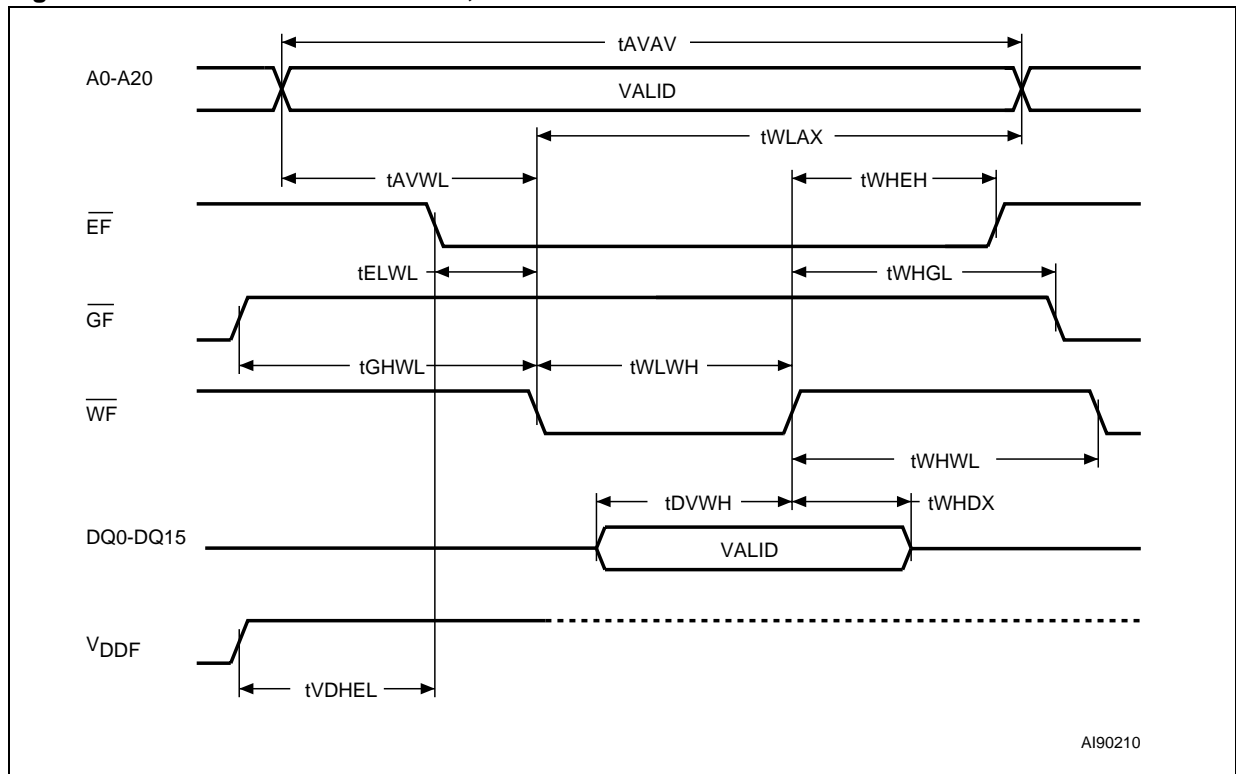 tAVAV
A0-A20
VALID
tWLAX
tAVWL
tWHEH
EF
tELWL
tWHGL
GF
tGHWL
tWLWH
WF
tWHWL
tDVWH
tWHDX
DQ0-DQ15
VALID
VDDF
tVDHEL
AI90210